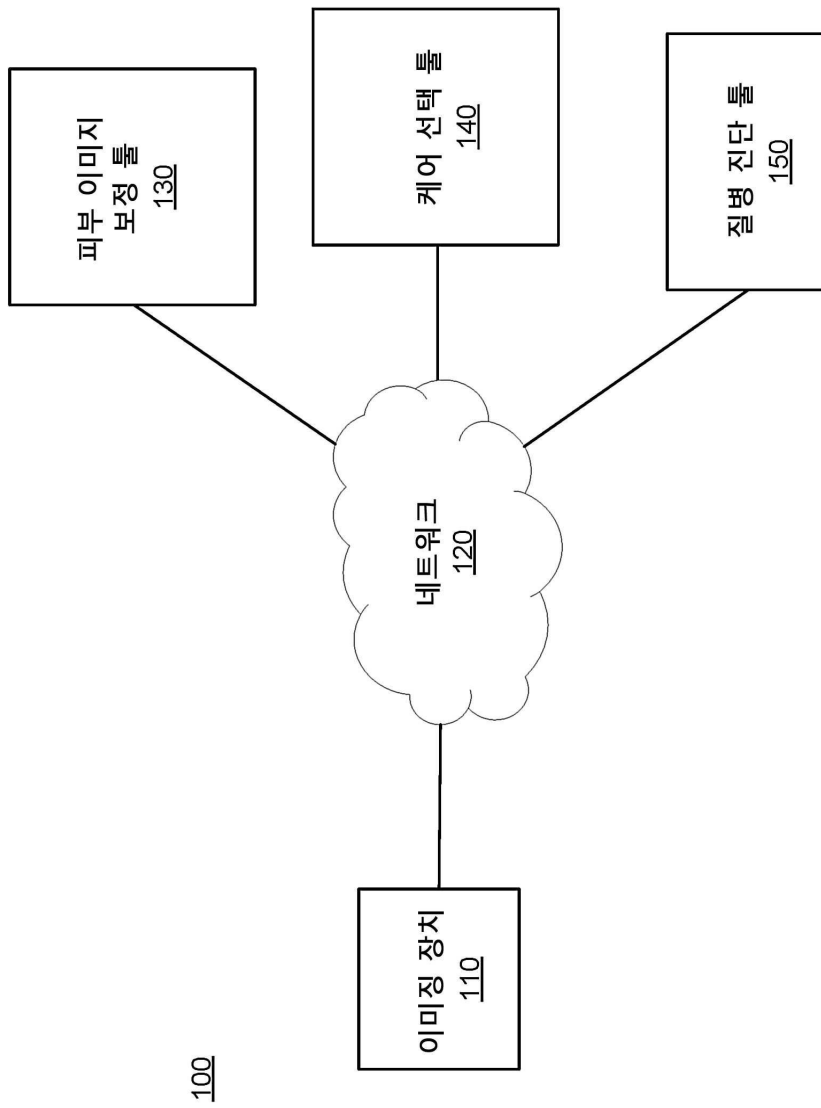 100
이미징 장치
110
네트워크
120
피부 이미지
보정 툴
130
케어 선택 툴
140
질병 진단 툴
150